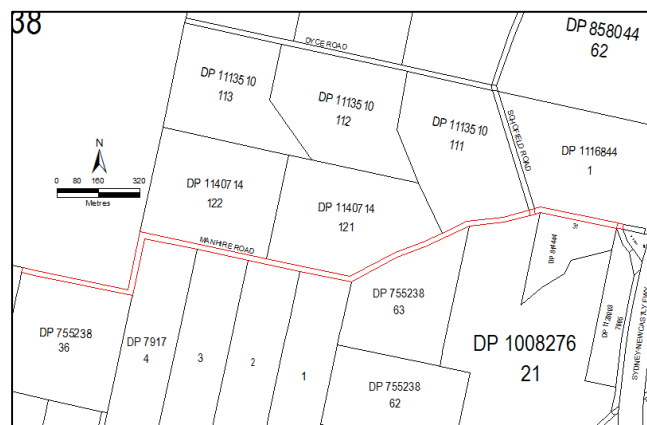 38
DP 858044
62
DYCE ROAD
DP 1113510
113
DP 1113510
112
DP 1113510
111
SCHOFIELD ROAD
DP 1116844
1
N
0 80 160 320
Metres
DP 1140714
122
DP 1140714
121
MANHIRE ROAD
31
DP 755238
63
DP 755238
36
DP 7917
4
3
2
1
DP 1008276
21
DP 755238
62
SYDNEY-NEWCASTLE FWY